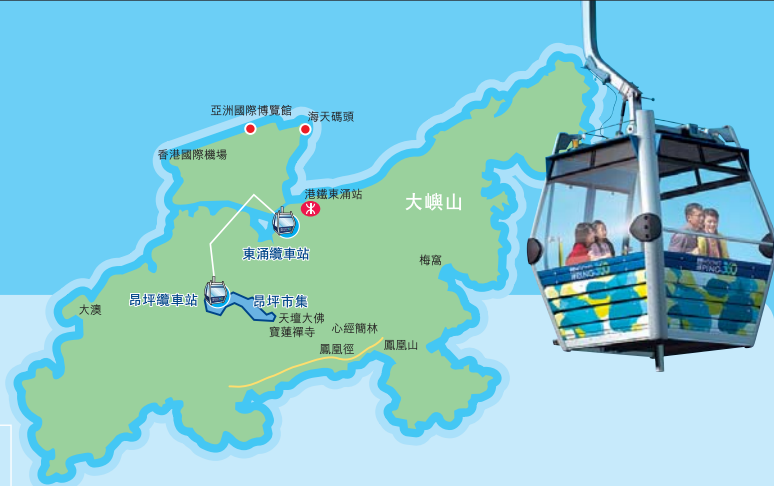 亞洲國際博覽館
海天碼頭
香港國際機場
港鐵東涌站
大嶼山
東涌纜車站
梅窩
昂坪纜車站
昂坪市集
大澳
天壇大佛
寶蓮禪寺
心經簡林
鳳凰徑
鳳凰山